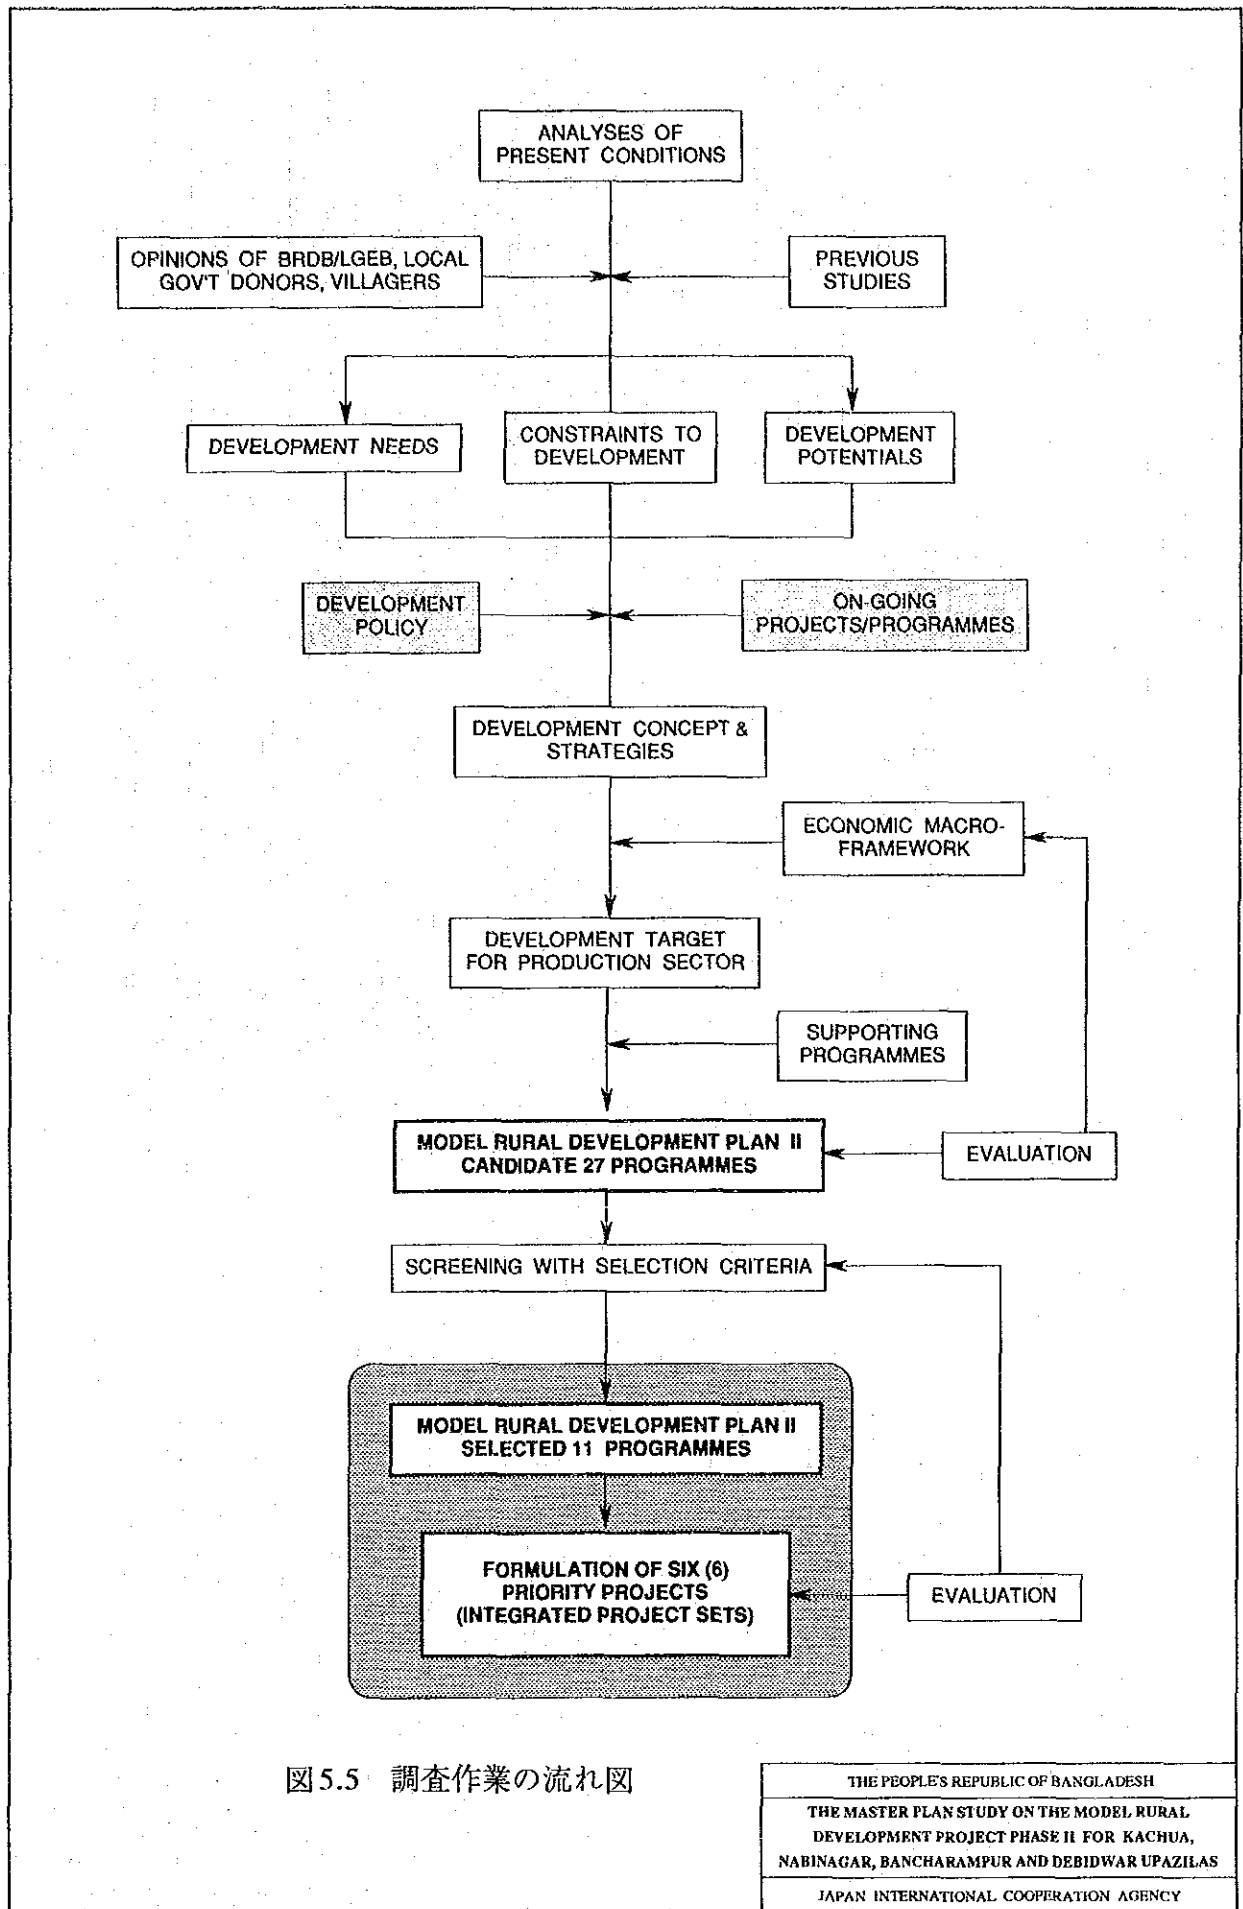 ANALYSES OF
PRESENT CONDITIONS
OPINIONS OF BRDB/LGEB, LOCAL
GOV'T DONORS, VILLAGERS
PREVIOUS
STUDIES
DEVELOPMENT NEEDS
CONSTRAINTS TO
DEVELOPMENT
DEVELOPMENT
POTENTIALS
DEVELOPMENT
POLICY
ON-GOING
PROJECTS/PROGRAMMES
DEVELOPMENT CONCEPT &
STRATEGIES
ECONOMIC MACRO-
FRAMEWORK
DEVELOPMENT TARGET
FOR PRODUCTION SECTOR
SUPPORTING
PROGRAMMES
MODEL RURAL DEVELOPMENT PLAN II
CANDIDATE 27 PROGRAMMES
EVALUATION
SCREENING WITH SELECTION CRITERIA
MODEL RURAL DEVELOPMENT PLAN II
SELECTED 11 PROGRAMMES
FORMULATION OF SIX (6)
PRIORITY PROJECTS
(INTEGRATED PROJECT SETS)
EVALUATION
図5.5 調査作業の流れ図
THE PEOPLE'S REPUBLIC OF BANGLADESH
THE MASTER PLAN STUDY ON THE MODEL RURAL
DEVELOPMENT PROJECT PHASE II FOR KACHUA,
NABINAGAR, BANCHARAMPUR AND DEBIDWAR UPAZILAS
JAPAN INTERNATIONAL COOPERATION AGENCY